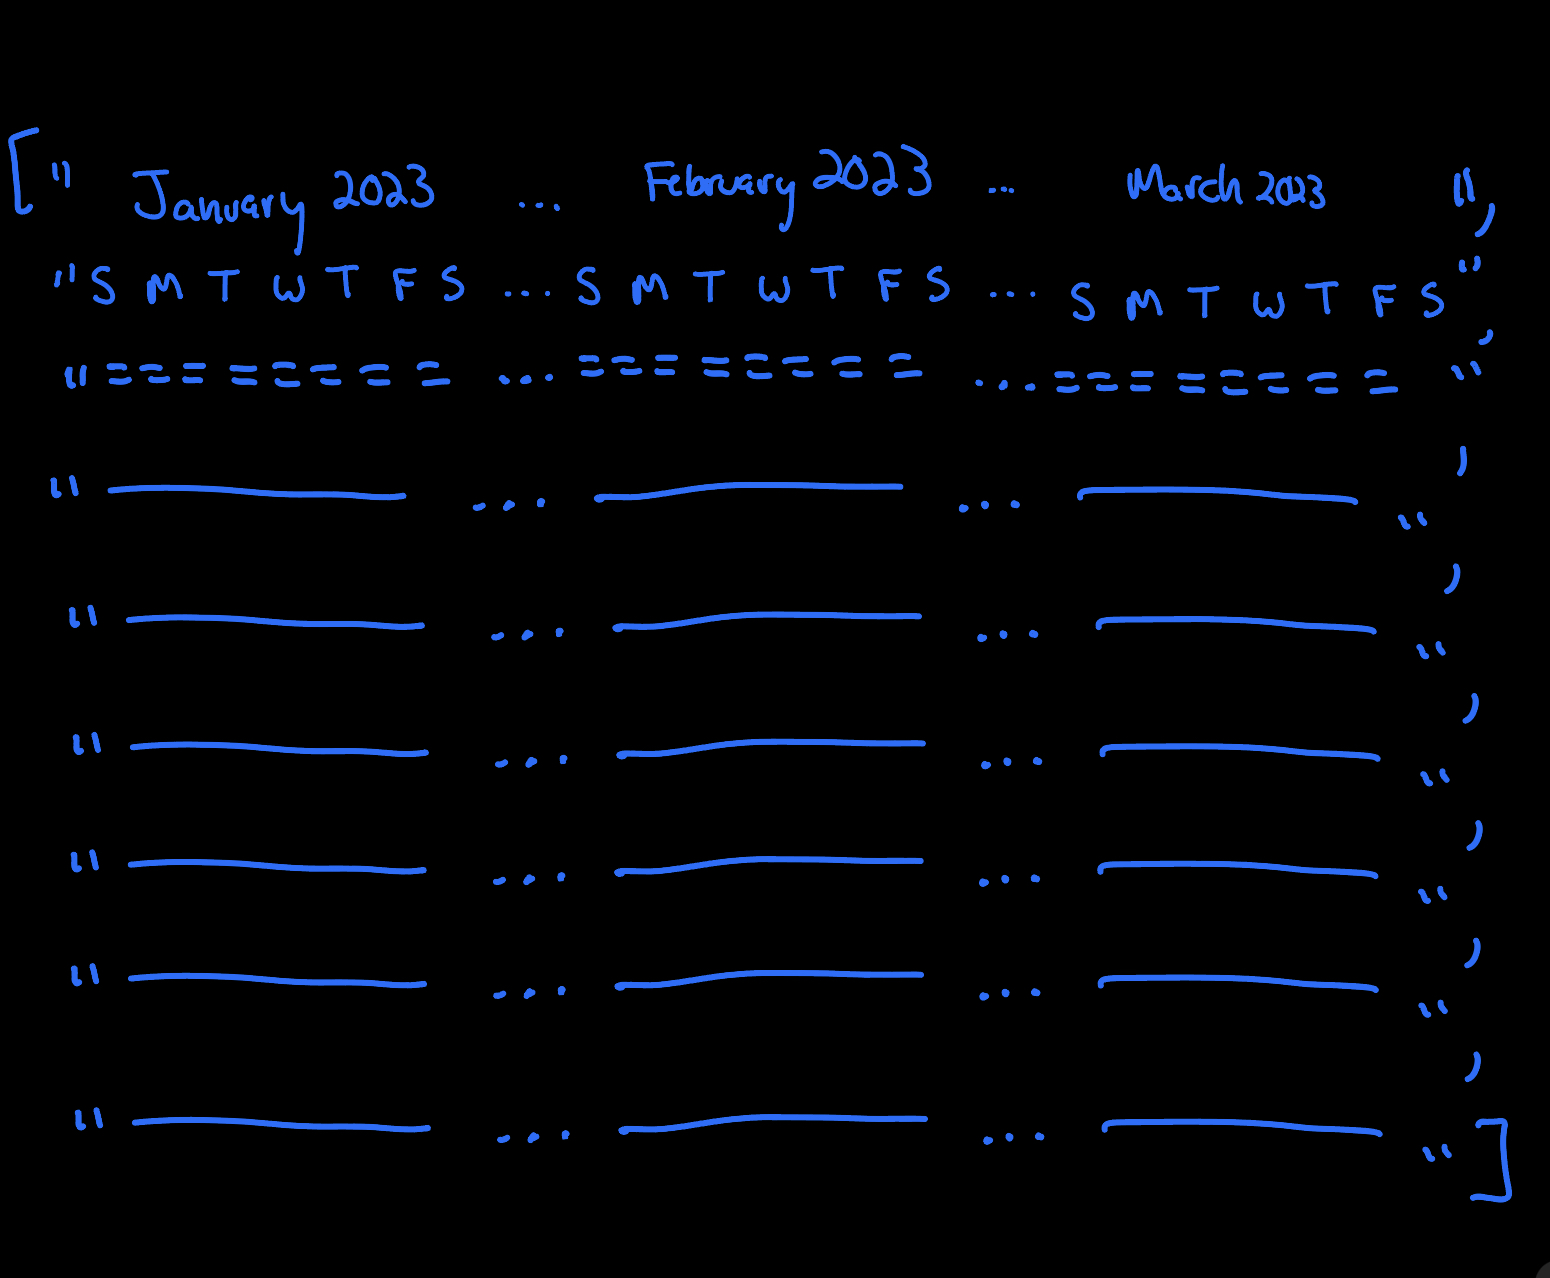 [" January 2023 ... February 2023 ... March 2023 ",
"S M T W T F S ... S M T W T F S ... S M T W T F S",
"= = = = = = = ... = = = = = = = ... = = = = = = = ",
" ... ... ",
" ... ... ",
" ... ... ",
" ... ... ",
" ... ... ",
" ... ... "]